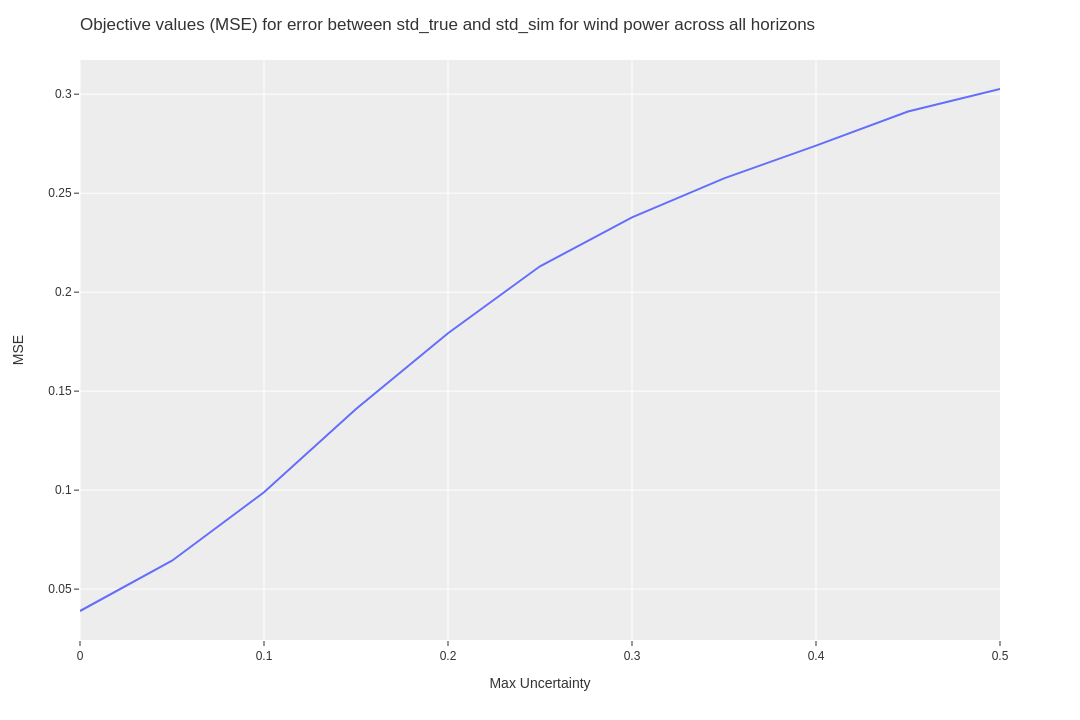 Objective values (MSE) for error between std_true and std_sim for wind power across all horizons
0.3
0.25
0.2
0.15
0.1
0.05
MSE
0 0.1 0.2 0.3 0.4 0.5
Max Uncertainty